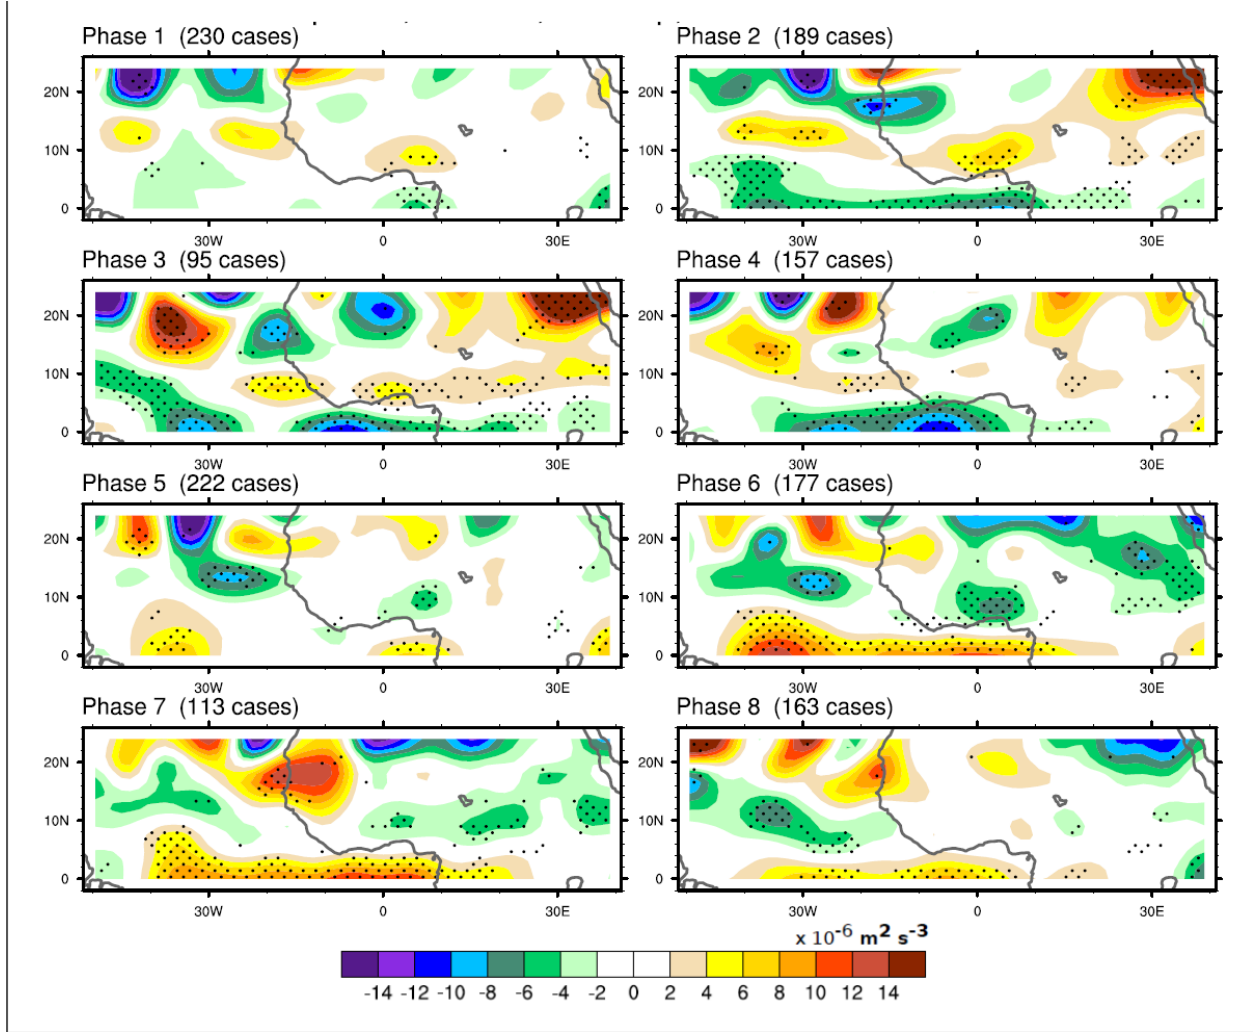 Phase 1 (230 cases)
Phase 2 (189 cases)
20N
10N
0
30W
0
30E
20N
10N
0
30W
0
30E
Phase 3 (95 cases)
Phase 4 (157 cases)
20N
10N
0
30W
0
30E
20N
10N
0
30W
0
30E
Phase 5 (222 cases)
Phase 6 (177 cases)
20N
10N
0
30W
0
30E
20N
10N
0
30W
0
30E
Phase 7 (113 cases)
Phase 8 (163 cases)
20N
10N
0
30W
0
30E
20N
10N
0
30W
0
30E
x 10⁻⁶ m² s⁻³
-14 -12 -10 -8 -6 -4 -2 0 2 4 6 8 10 12 14